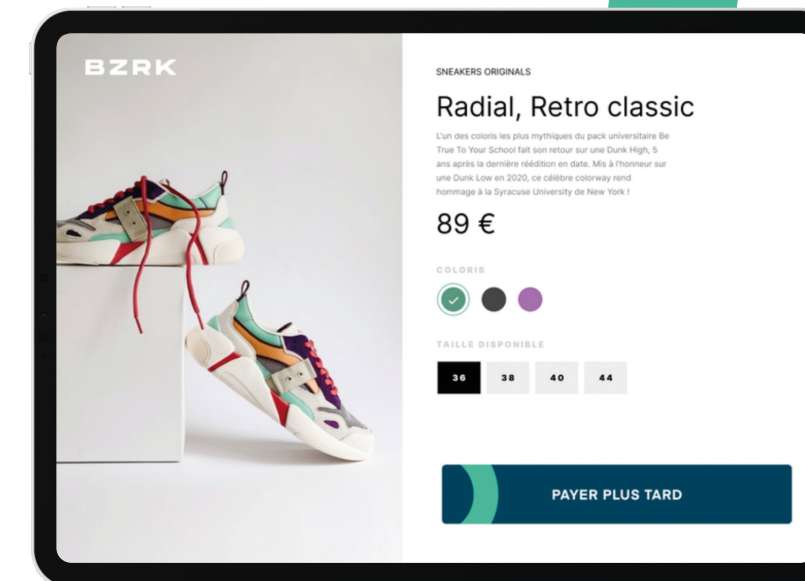 BZRK
SNEAKERS ORIGINALS
Radial, Retro classic
L'un des coloris les plus mythiques du pack universitaire Be
True To Your School fait son retour sur une Dunk High, 5
ans après la dernière réédition en date. Mis à l'honneur sur
une Dunk Low en 2020, ce célèbre colorway rend
hommage à la Syracuse University de New York !
89 €
COLORIS
TAILLE DISPONIBLE
36 38 40 44
PAYER PLUS TARD